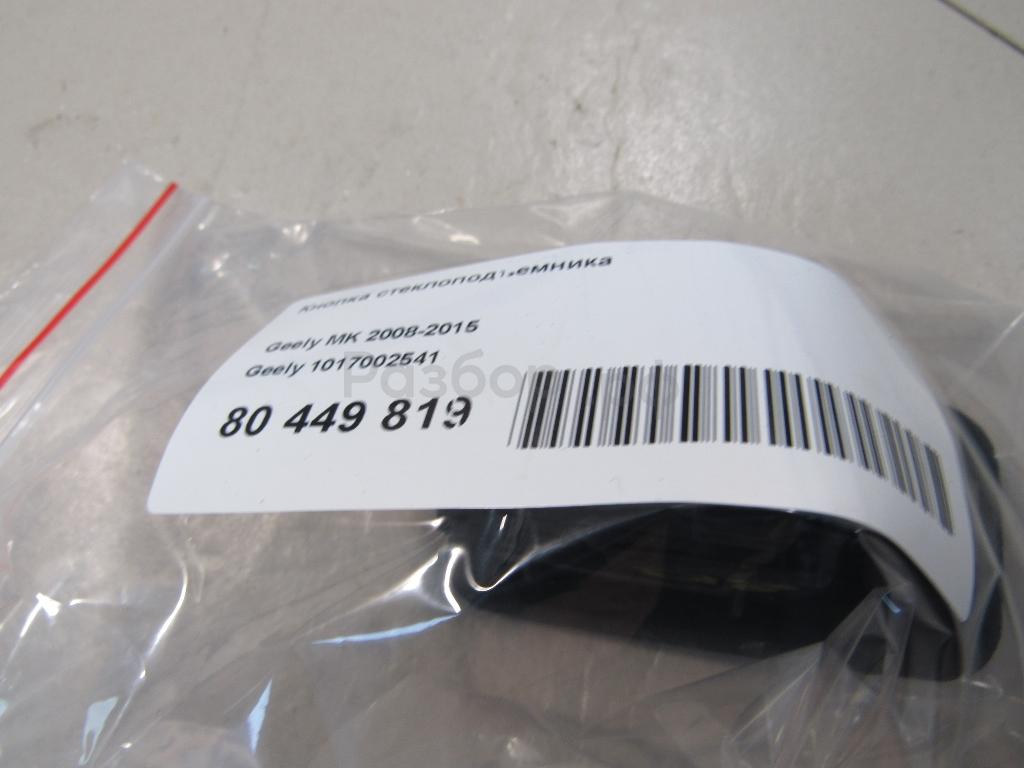 Кнопка стеклоподъемника
Geely MK 2008-2015
Geely 1017002541
80 449 819